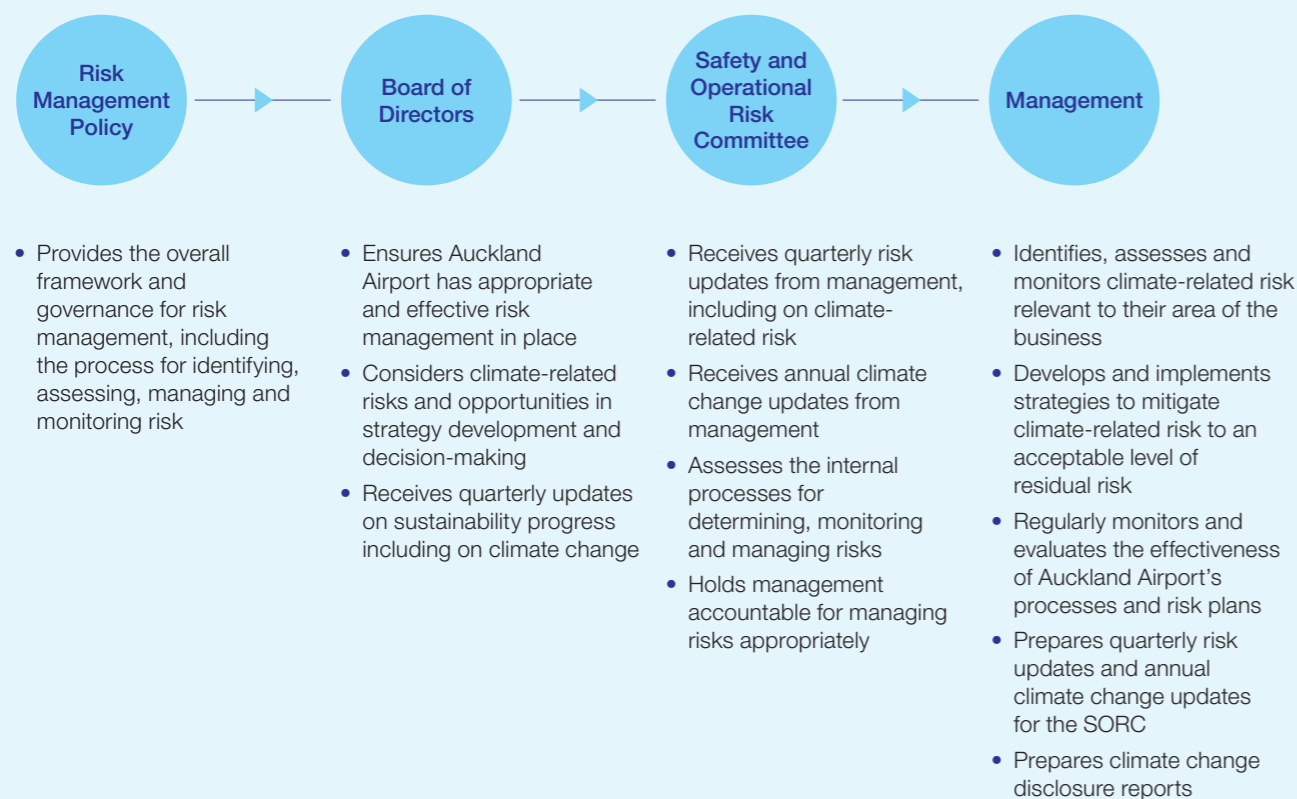 Risk
Management
Policy
Board of
Directors
Safety and
Operational
Risk
Committee
Management
• Provides the overall
framework and
governance for risk
management, including
the process for identifying,
assessing, managing and
monitoring risk
• Ensures Auckland
Airport has appropriate
and effective risk
management in place
• Considers climate-related
risks and opportunities in
strategy development and
decision-making
• Receives quarterly updates
on sustainability progress
including on climate change
• Receives quarterly risk
updates from management,
including on climate-
related risk
• Receives annual climate
change updates from
management
• Assesses the internal
processes for
determining, monitoring
and managing risks
• Holds management
accountable for managing
risks appropriately
• Identifies, assesses and
monitors climate-related risk
relevant to their area of the
business
• Develops and implements
strategies to mitigate
climate-related risk to an
acceptable level of
residual risk
• Regularly monitors and
evaluates the effectiveness
of Auckland Airport’s
processes and risk plans
• Prepares quarterly risk
updates and annual
climate change updates
for the SORC
• Prepares climate change
disclosure reports